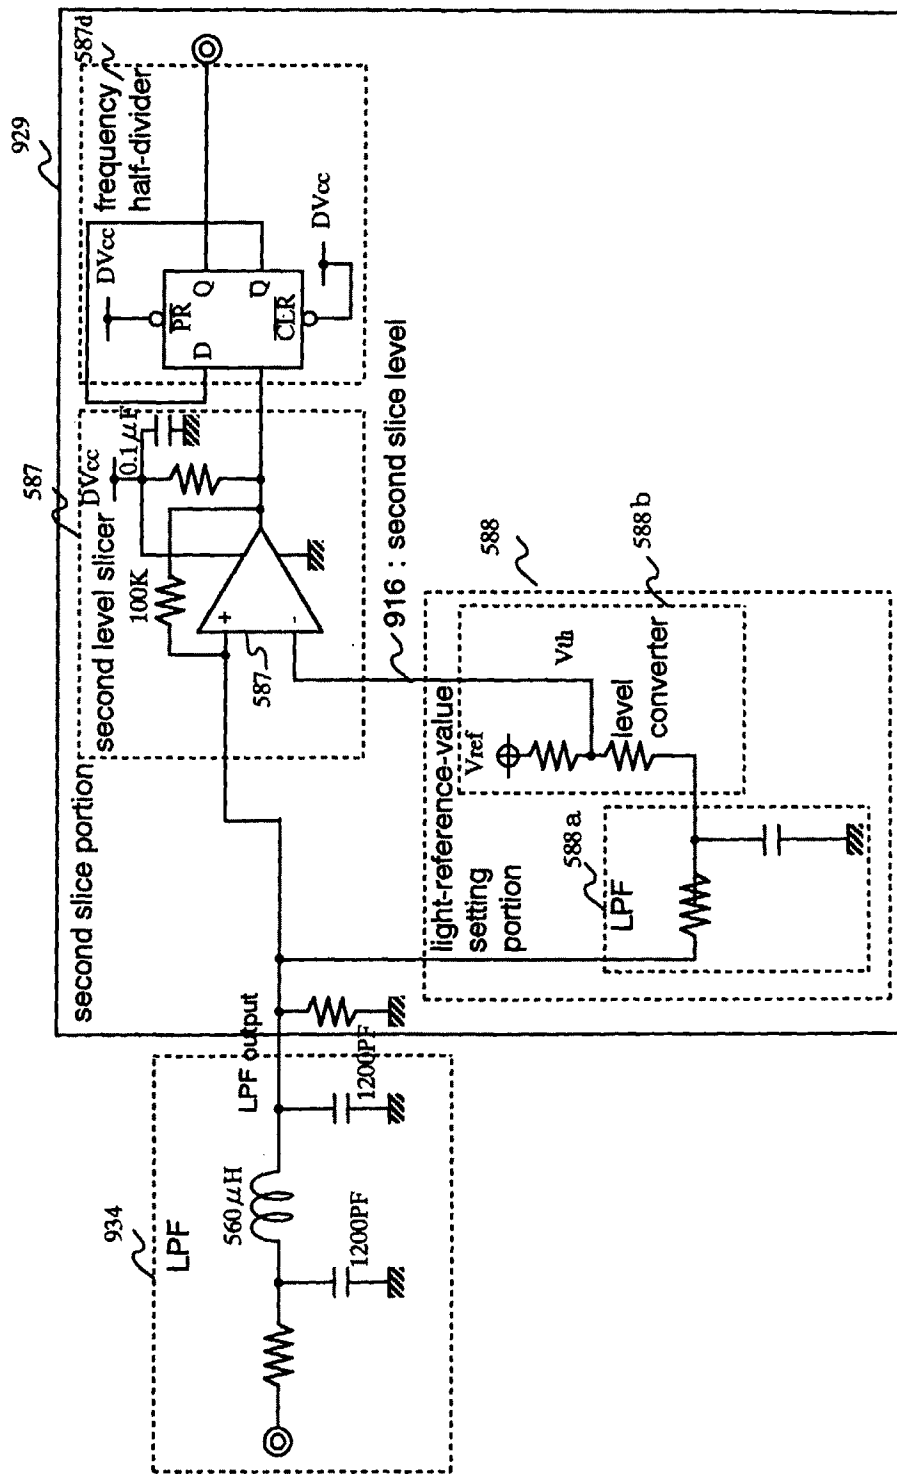 934
LPF
560μH
1200PF
1200PF
LPF output
929
second slice portion
587
second level slicer
DVcc
0.1μF
100K
+
-
587
587d
frequency
half-divider
DVcc
PR
D
Q
Q
CLR
DVcc
916 : second slice level
588
light-reference-value
setting
portion
588a
LPF
588b
Vref
Vth
level
converter